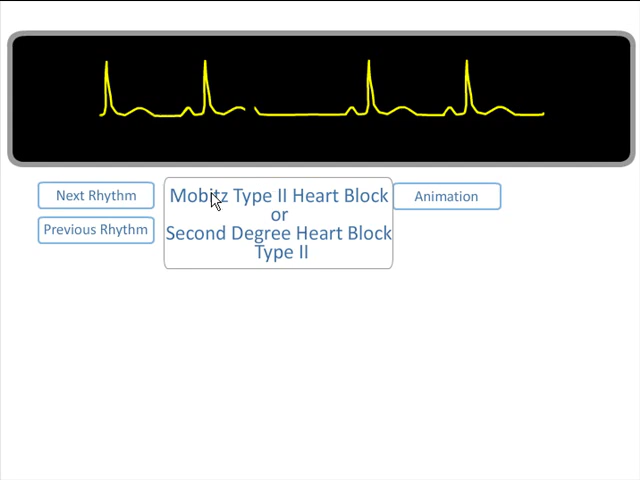 Next Rhythm
Previous Rhythm
Mobitz Type II Heart Block
or
Second Degree Heart Block
Type II
Animation